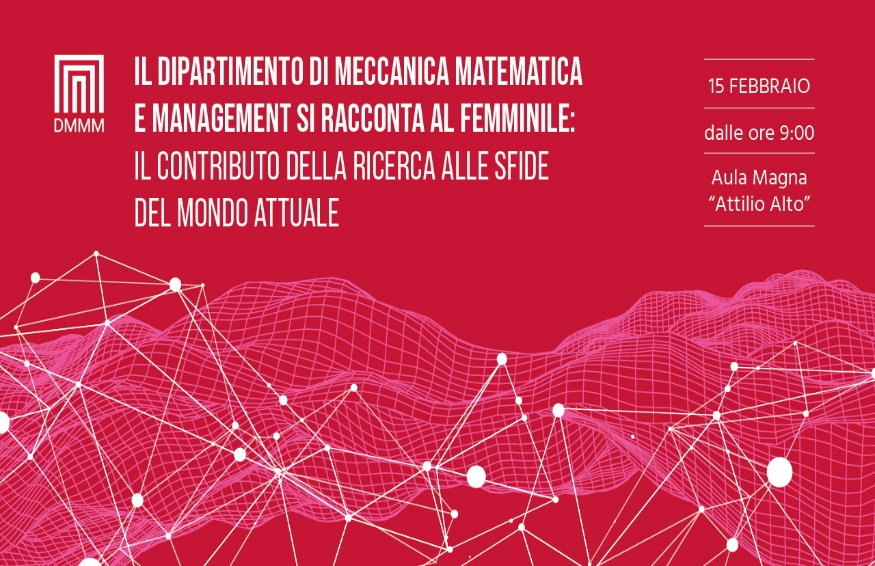 DMMM
IL DIPARTIMENTO DI MECCANICA MATEMATICA
E MANAGEMENT SI RACCONTA AL FEMMINILE:
IL CONTRIBUTO DELLA RICERCA ALLE SFIDE
DEL MONDO ATTUALE
15 FEBBRAIO
dalle ore 9:00
Aula Magna
“Attilio Alto”